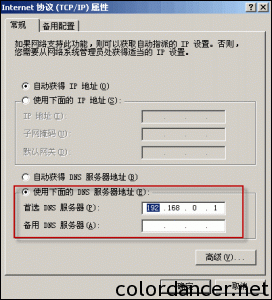 Internet 协议 (TCP/IP) 属性
常规 备用配置
如果网络支持此功能，则可以获取自动指派的 IP 设置。否则，
您需要从网络系统管理员处获得适当的 IP 设置。
自动获得 IP 地址(O)
使用下面的 IP 地址(S):
IP 地址(I):
子网掩码(U):
默认网关(D):
自动获得 DNS 服务器地址(B)
使用下面的 DNS 服务器地址(E):
首选 DNS 服务器(P): 192 .168 . 0 . 1
备用 DNS 服务器(A):
高级(V)...
确定 取消
colordancer.net